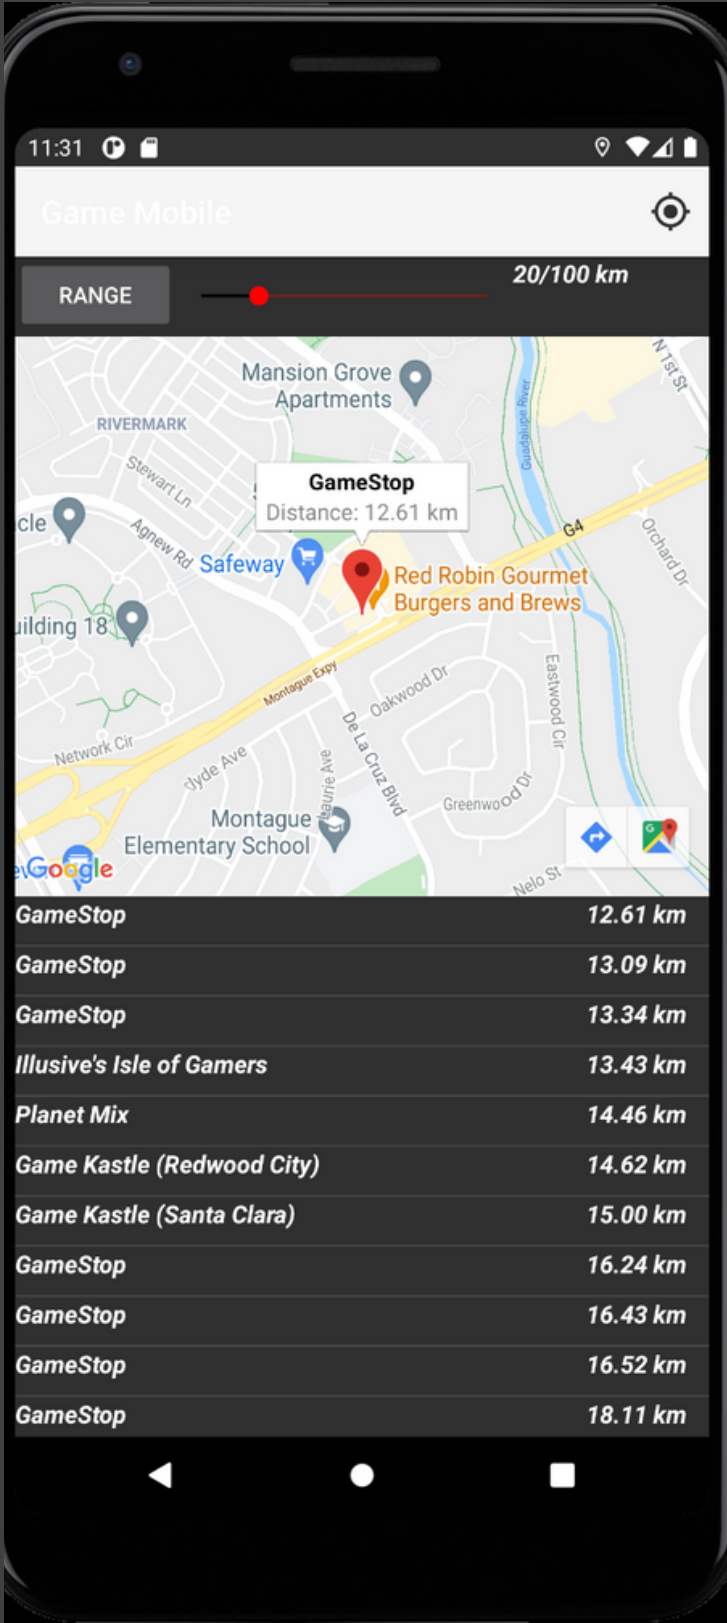 11:31
Game Mobile
RANGE
20/100 km
N 1st St
Mansion Grove
Apartments
Guadalupe River
RIVERMARK
Stewart Ln
GameStop
Distance: 12.61 km
G4
Orchard Dr
cle
Agnew Rd
Safeway
Red Robin Gourmet
Burgers and Brews
uilding 18
Montague Expy
Oakwood Dr
Eastwood Cir
De La Cruz Blvd
Network Cir
lyde Ave
Laurie Ave
Greenwood Dr
Montague
Elementary School
Google
Nelo St
GameStop 12.61 km
GameStop 13.09 km
GameStop 13.34 km
Illusive's Isle of Gamers 13.43 km
Planet Mix 14.46 km
Game Kastle (Redwood City) 14.62 km
Game Kastle (Santa Clara) 15.00 km
GameStop 16.24 km
GameStop 16.43 km
GameStop 16.52 km
GameStop 18.11 km